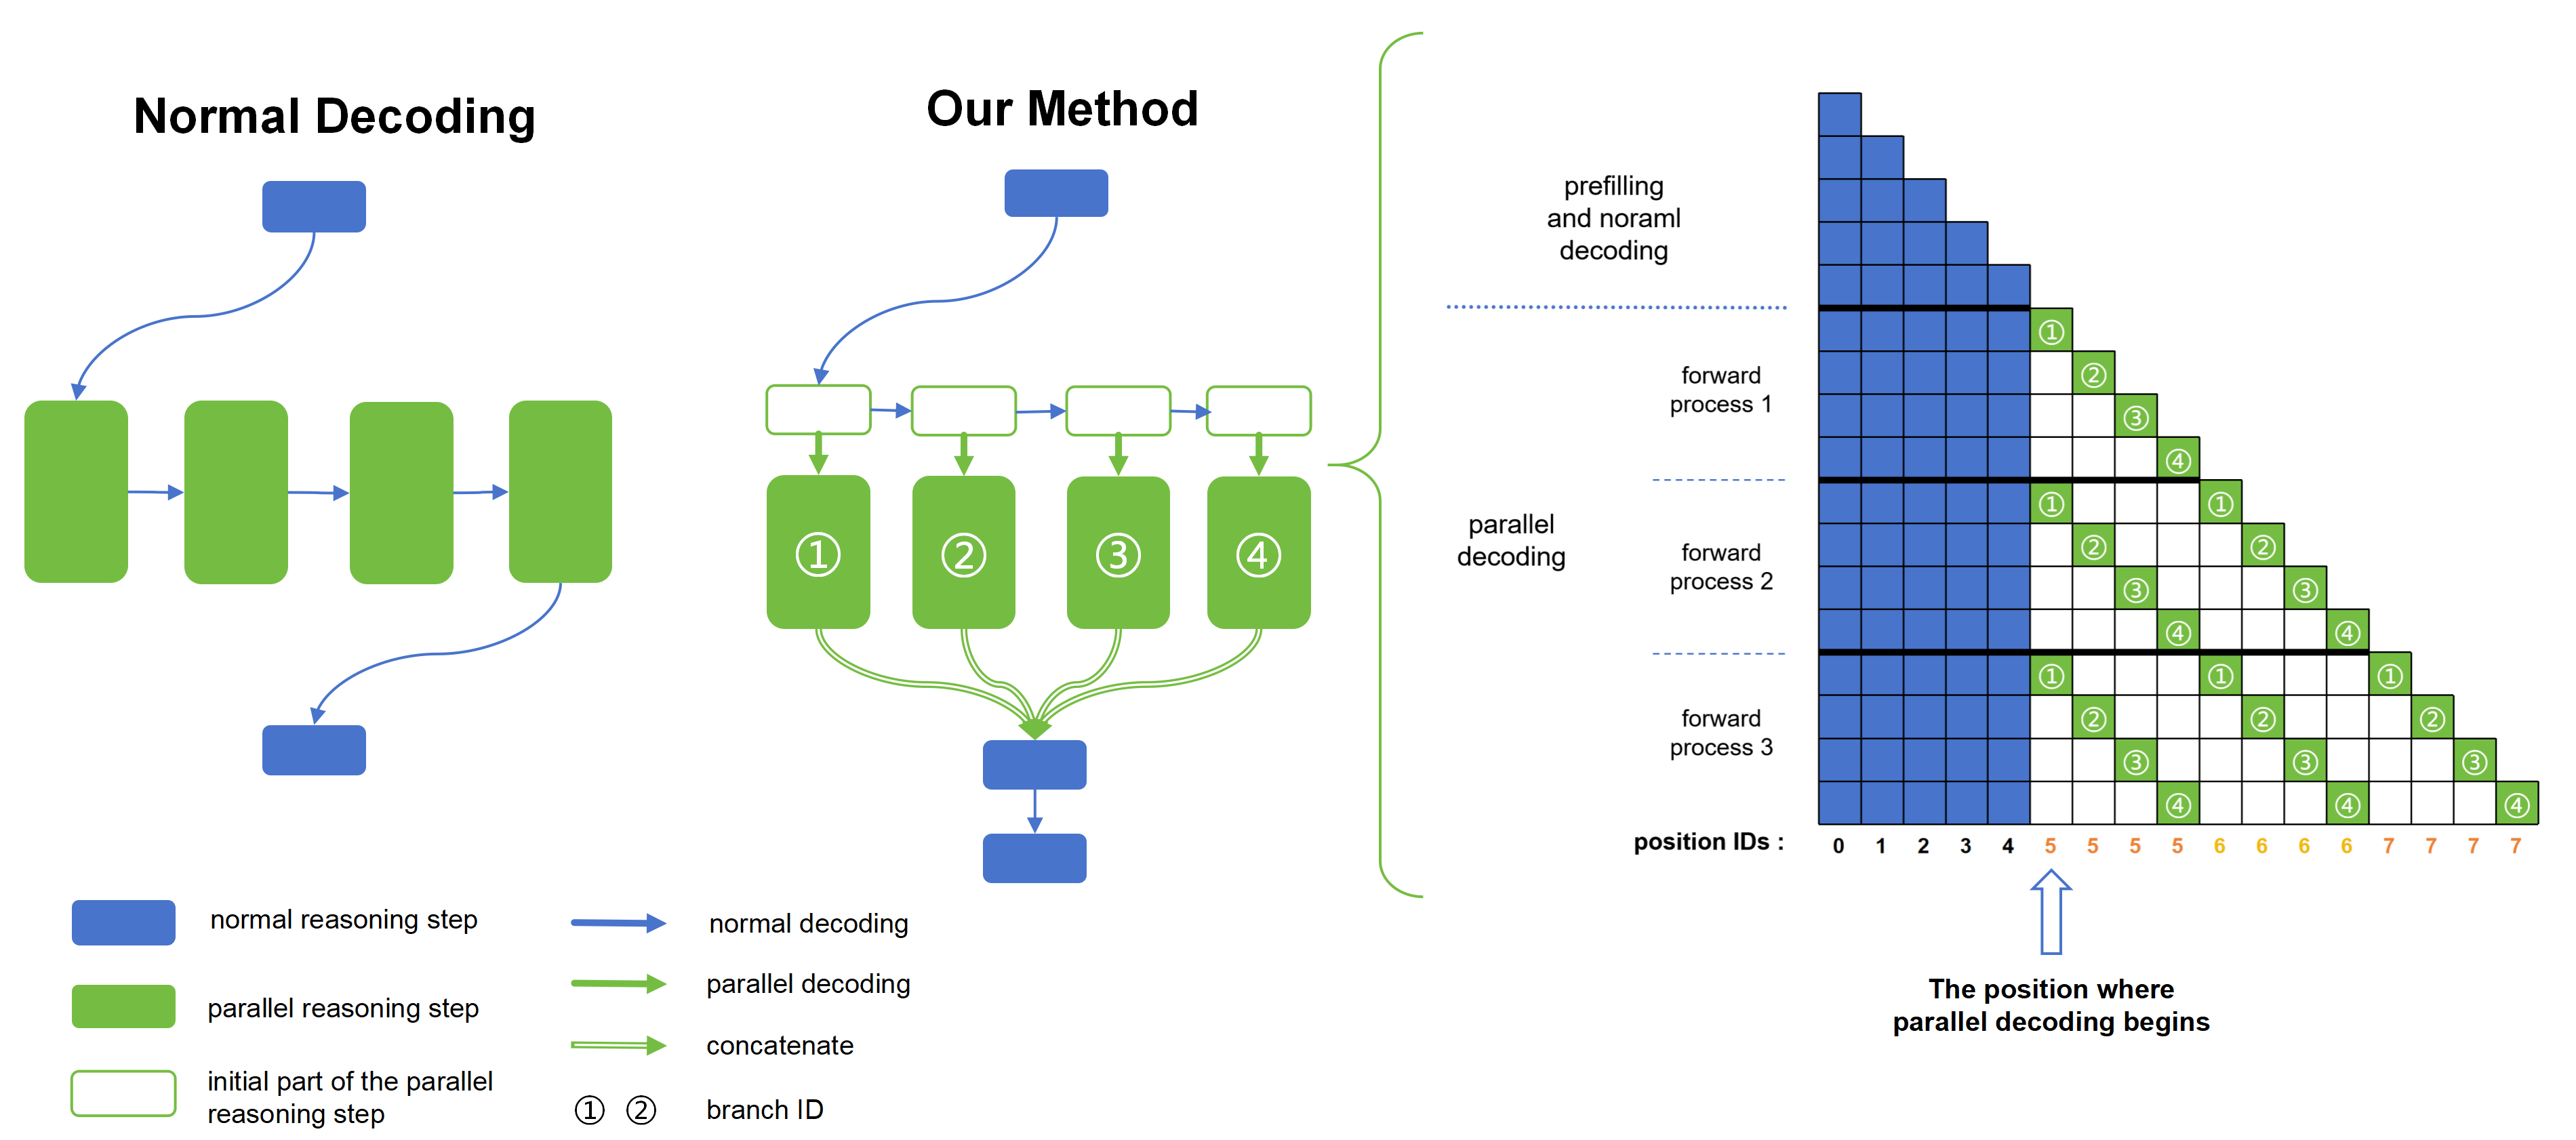 Normal Decoding
Our Method
①
②
③
④
normal reasoning step
parallel reasoning step
initial part of the parallel
reasoning step
normal decoding
parallel decoding
concatenate
① ② branch ID
prefilling
and noraml
decoding
parallel
decoding
forward
process 1
forward
process 2
forward
process 3
①
②
③
④
① ①
② ②
③ ③
④ ④
① ① ①
② ② ②
③ ③ ③
④ ④ ④
position IDs : 0 1 2 3 4 5 5 5 5 6 6 6 6 7 7 7 7
The position where
parallel decoding begins